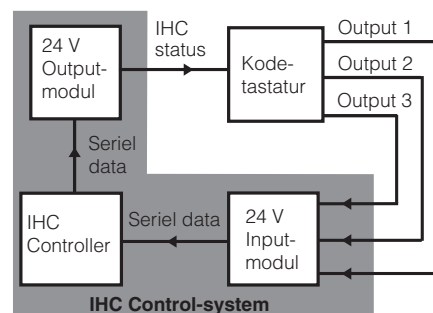 24 V
Output-
modul
IHC
status
Kode-
tastatur
Output 1
Output 2
Output 3
Seriel
data
IHC
Controller
Seriel data
24 V
Input-
modul
IHC Control-system